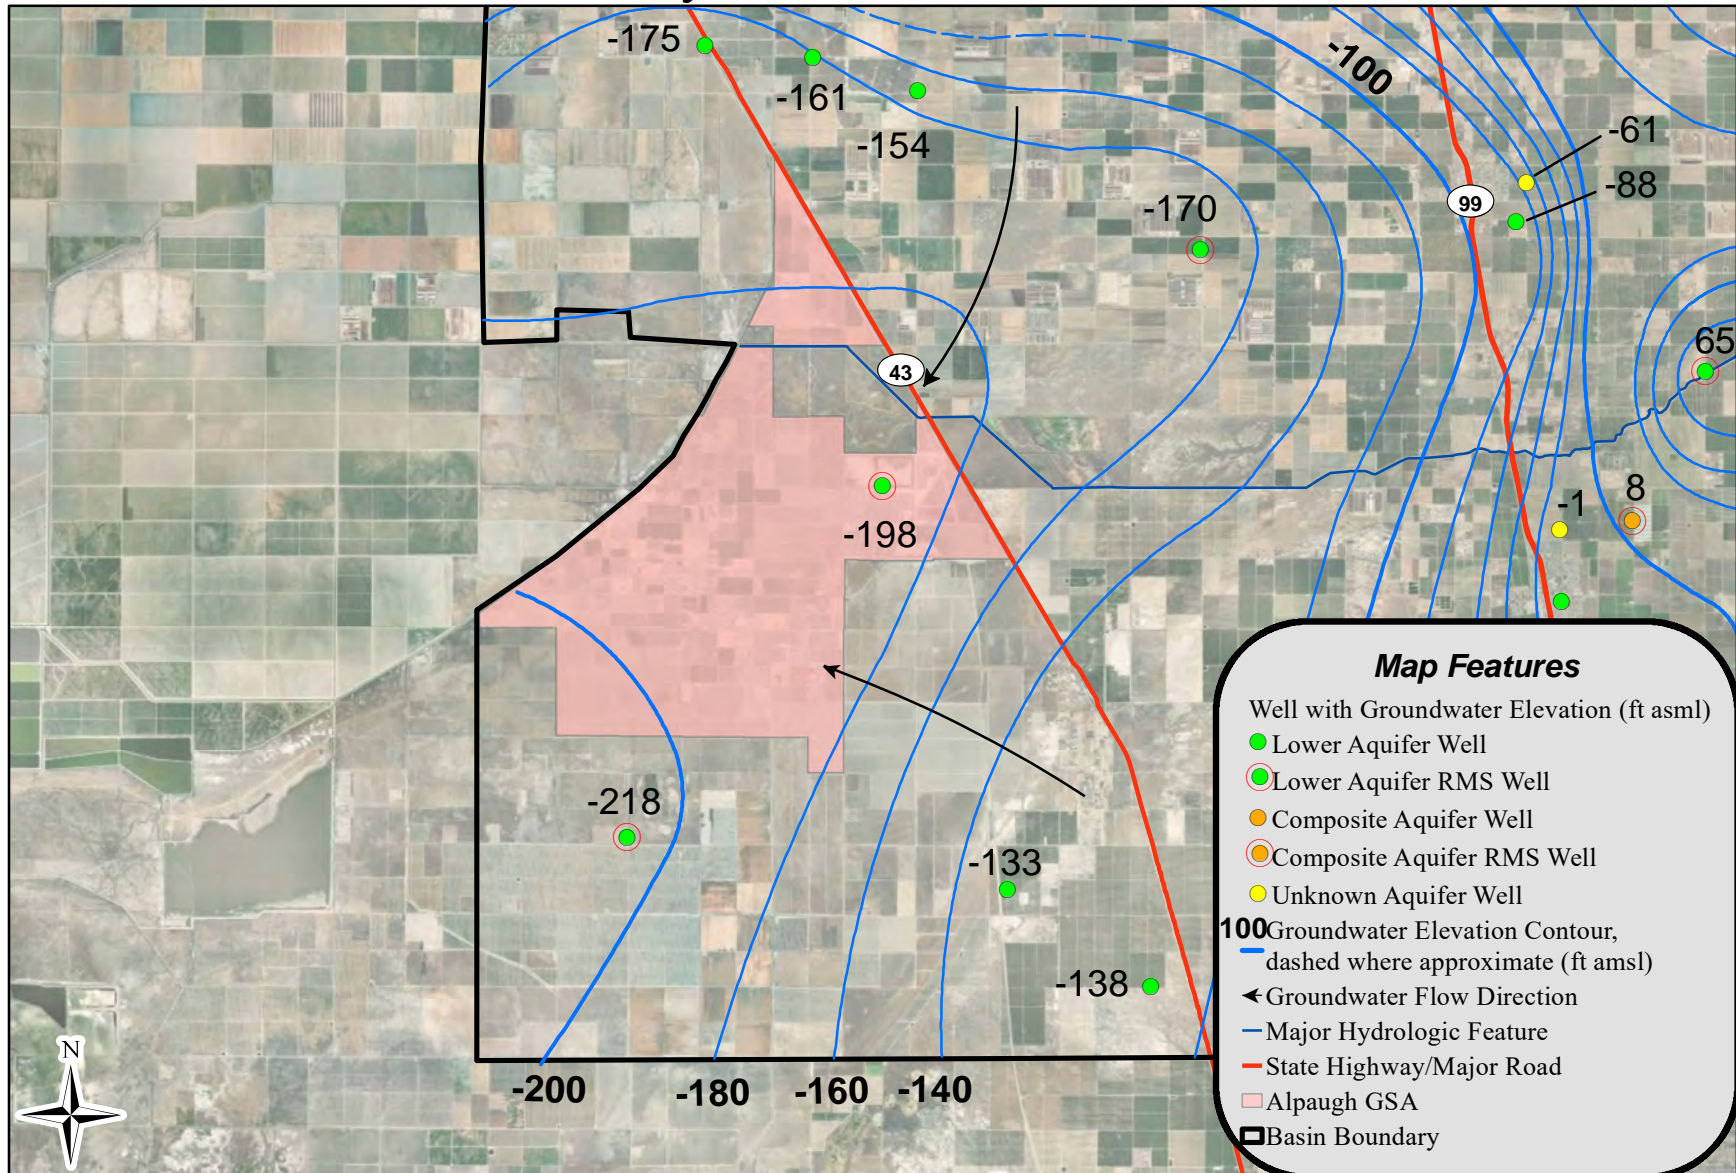 -175
-161
-154
-100
-61
-88
99
-170
65
43
-198
-1
8
-218
-133
-138
-200
-180
-160
-140
N
Map Features
Well with Groundwater Elevation (ft asml)
Lower Aquifer Well
Lower Aquifer RMS Well
Composite Aquifer Well
Composite Aquifer RMS Well
Unknown Aquifer Well
100 Groundwater Elevation Contour,
dashed where approximate (ft amsl)
Groundwater Flow Direction
Major Hydrologic Feature
State Highway/Major Road
Alpaugh GSA
Basin Boundary